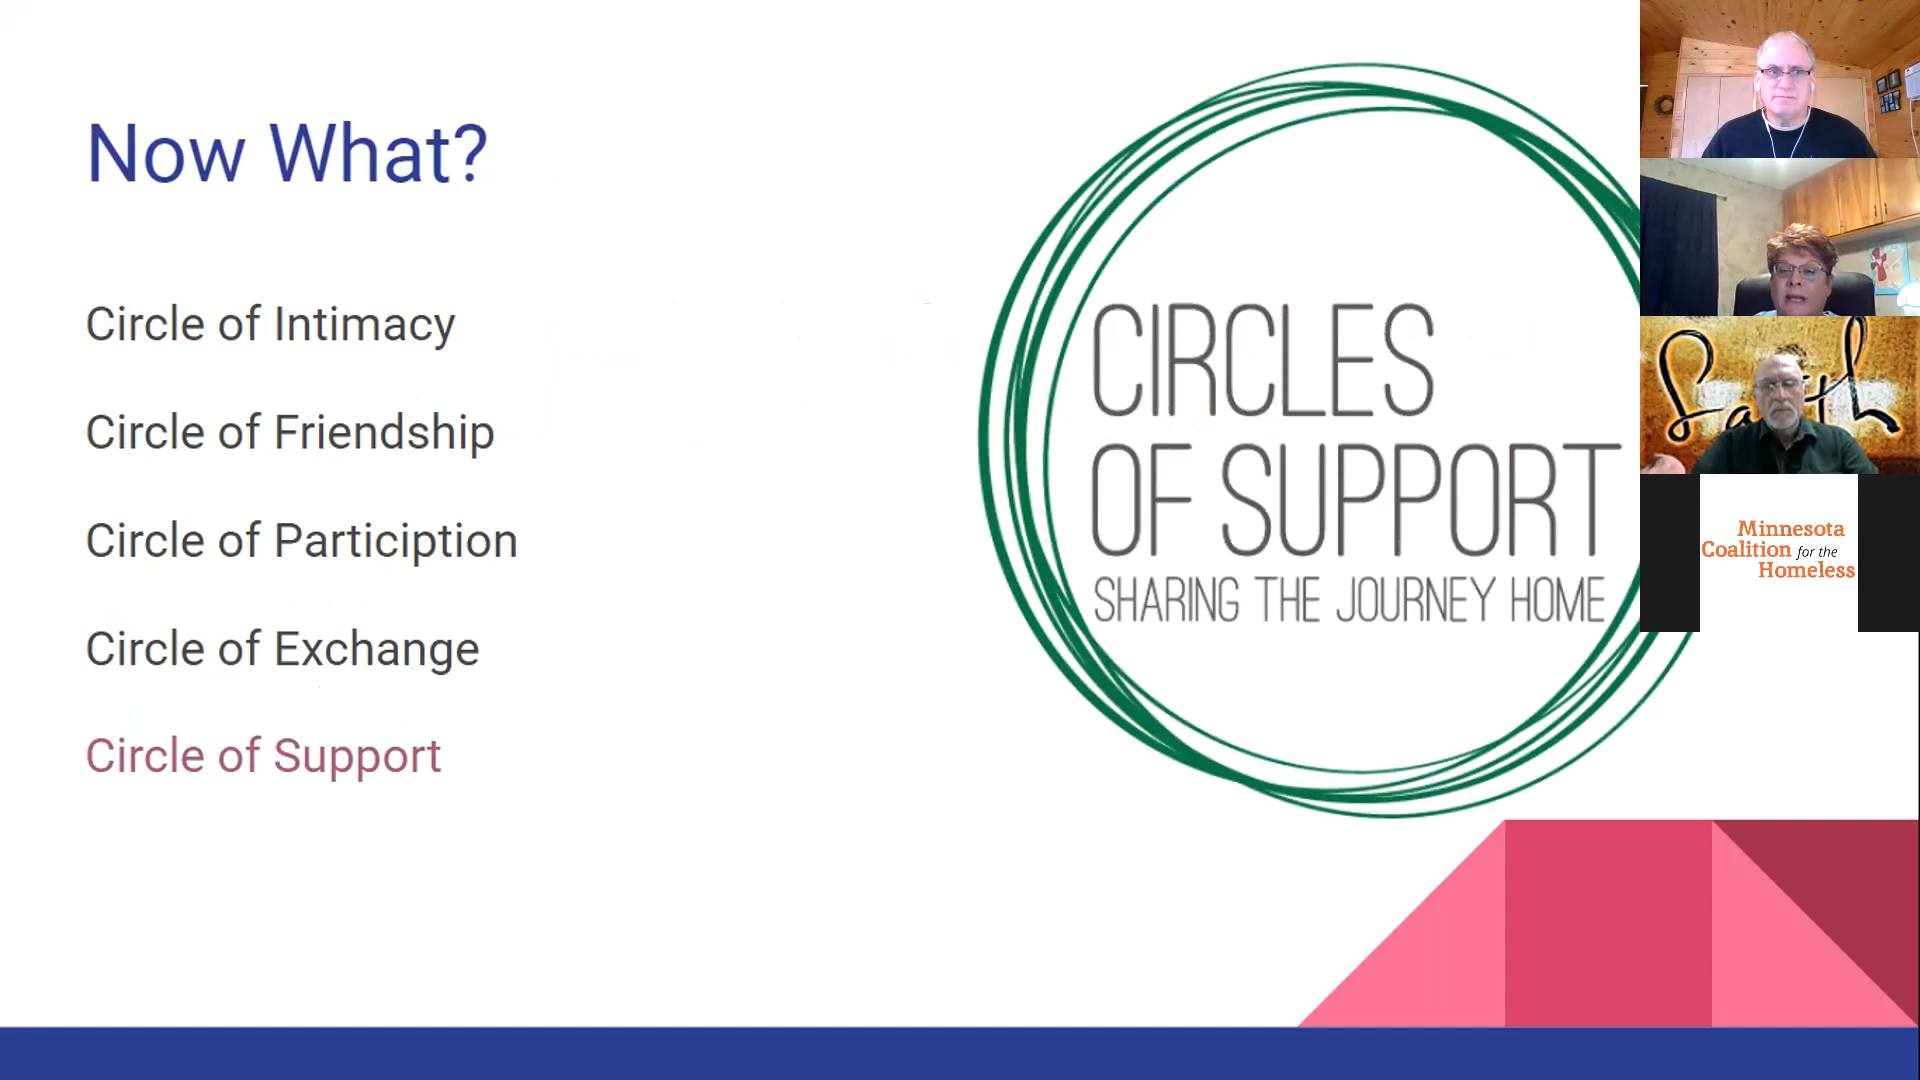 Now What?
Circle of Intimacy
Circle of Friendship
Circle of Particiption
Circle of Exchange
Circle of Support
CIRCLES
OF SUPPORT
SHARING THE JOURNEY HOME
Minnesota
Coalition for the
Homeless